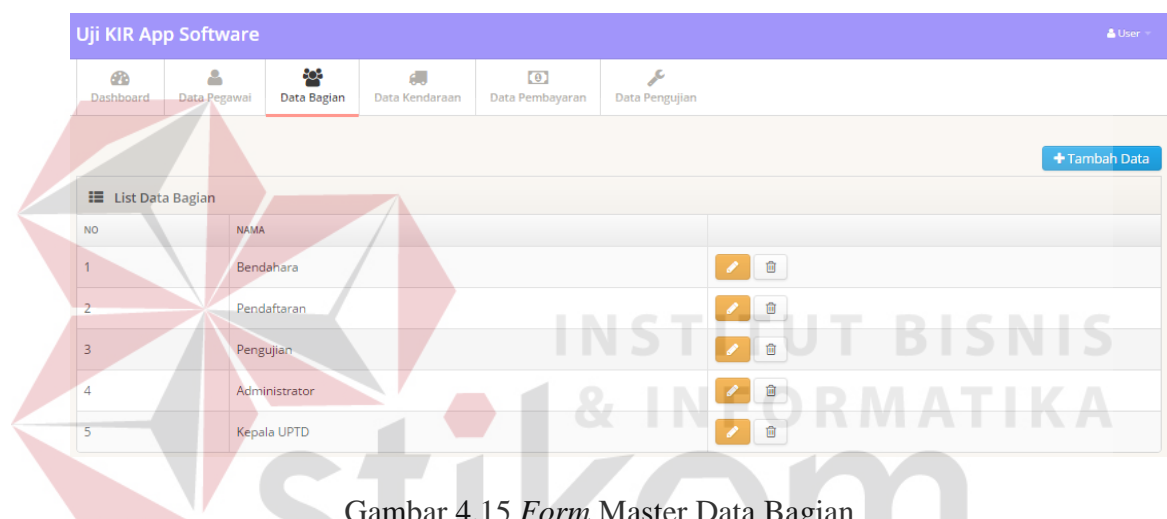 Uji KIR App Software
User
Dashboard Data Pegawai Data Bagian Data Kendaraan Data Pembayaran Data Pengujian
+Tambah Data
List Data Bagian
NO NAMA
1 Bendahara
2 Pendaftaran
3 Pengujian
4 Administrator
5 Kepala UPTD
INSTITUT BISNIS
& INFORMATIKA
stikom
Gambar 4.15 Form Master Data Bagian